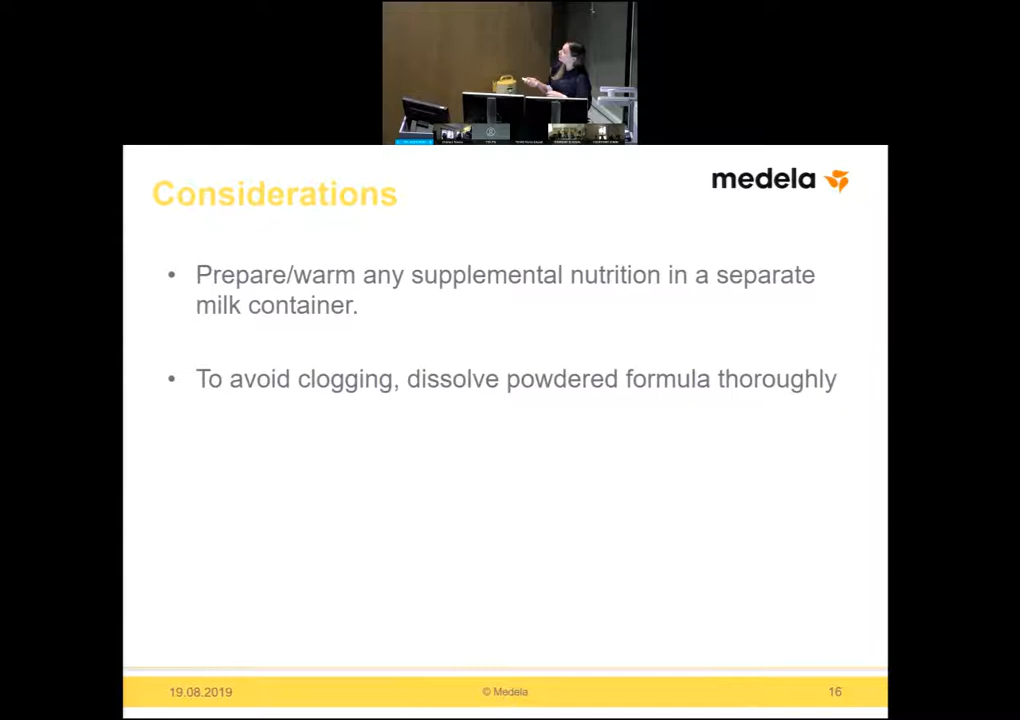 Considerations
medela
• Prepare/warm any supplemental nutrition in a separate
milk container.
• To avoid clogging, dissolve powdered formula thoroughly
19.08.2019
© Medela
16